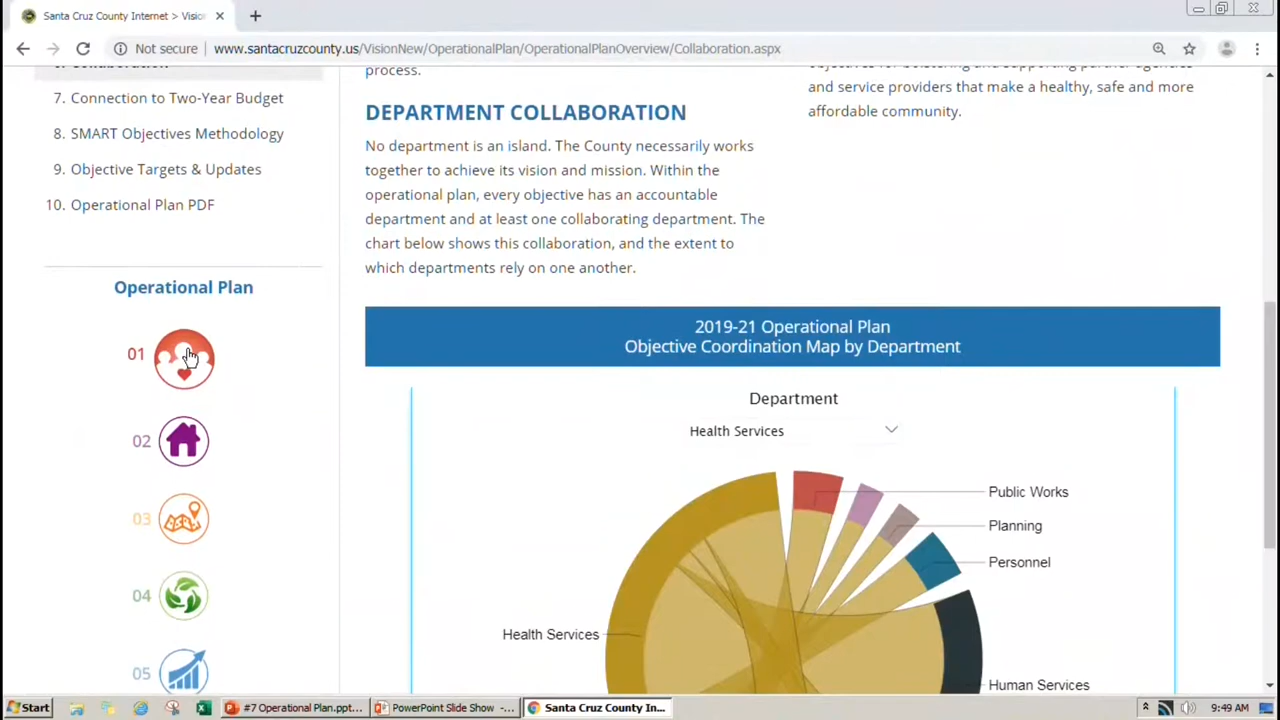 Santa Cruz County Internet > Visio
Not secure
www.santacruzcounty.us/VisionNew/OperationalPlan/OperationalPlanOverview/Collaboration.aspx
7. Connection to Two-Year Budget
8. SMART Objectives Methodology
9. Objective Targets & Updates
10. Operational Plan PDF
Operational Plan
01
02
03
04
05
process.
DEPARTMENT COLLABORATION
No department is an island. The County necessarily works
together to achieve its vision and mission. Within the
operational plan, every objective has an accountable
department and at least one collaborating department. The
chart below shows this collaboration, and the extent to
which departments rely on one another.
and service providers that make a healthy, safe and more
affordable community.
2019-21 Operational Plan
Objective Coordination Map by Department
Department
Health Services
Public Works
Planning
Personnel
Health Services
Human Services
Start
#7 Operational Plan.ppt...
PowerPoint Slide Show - ...
Santa Cruz County In...
9:49 AM